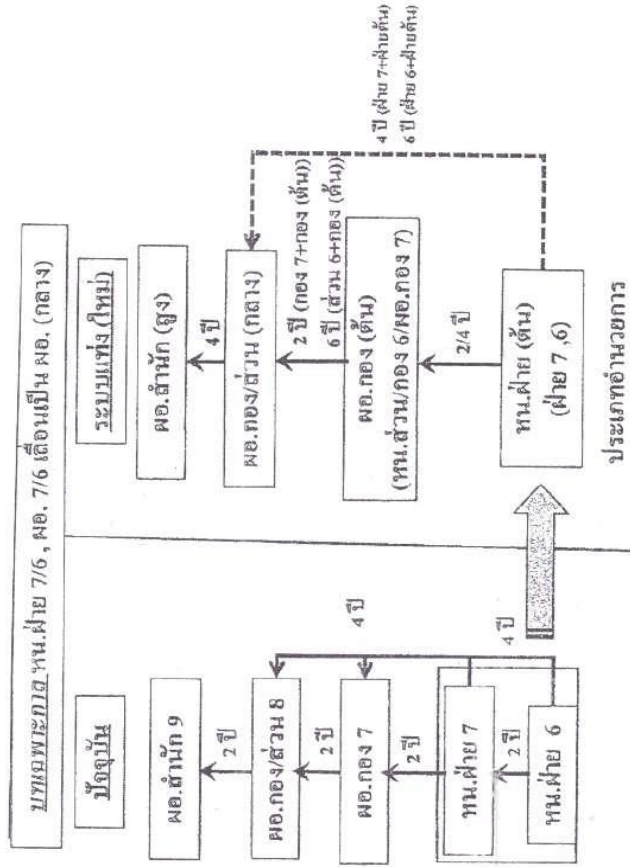 บทเฉพาะกาล หน.ฝ่าย 7/6 , ผอ. 7/6 เลื่อนเป็น ผอ. (กลาง)
ปัจจุบัน
ผอ.สำนัก 9
2 ปี
ผอ.กอง/ส่วน 8
2 ปี
ผอ.กอง 7
2 ปี
4 ปี
หน.ฝ่าย 7
2 ปี
หน.ฝ่าย 6
4 ปี
ระบบแท่ง (ใหม่)
ผอ.สำนัก (สูง)
4 ปี
ผอ.กอง/ส่วน (กลาง)
2 ปี (กอง 7+กอง (ต้น))
6 ปี (ส่วน 6+กอง (ต้น))
ผอ.กอง (ต้น)
(หน.ส่วน/กอง 6/ผอ.กอง 7)
2/4 ปี
หน.ฝ่าย (ต้น)
(ฝ่าย 7 ,6)
4 ปี (ฝ่าย 7+ฝ่ายต้น)
6 ปี (ฝ่าย 6+ฝ่ายต้น)
ประเภทอำนวยการ